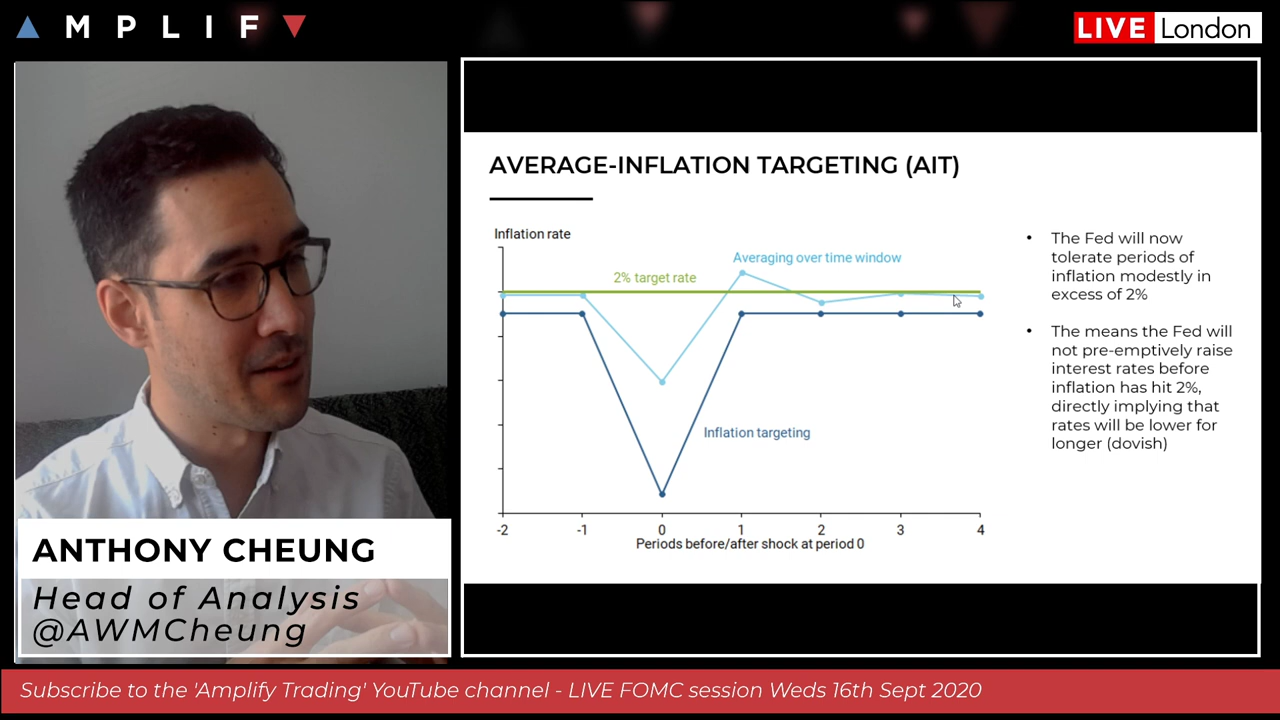 AMPLIFY
LIVE London
AVERAGE-INFLATION TARGETING (AIT)
Inflation rate
Averaging over time window
2% target rate
Inflation targeting
-2 -1 0 1 2 3 4
Periods before/after shock at period 0
• The Fed will now
tolerate periods of
inflation modestly in
excess of 2%
• The means the Fed will
not pre-emptively raise
interest rates before
inflation has hit 2%,
directly implying that
rates will be lower for
longer (dovish)
ANTHONY CHEUNG
Head of Analysis
@AWMCheung
Subscribe to the 'Amplify Trading' YouTube channel - LIVE FOMC session Weds 16th Sept 2020